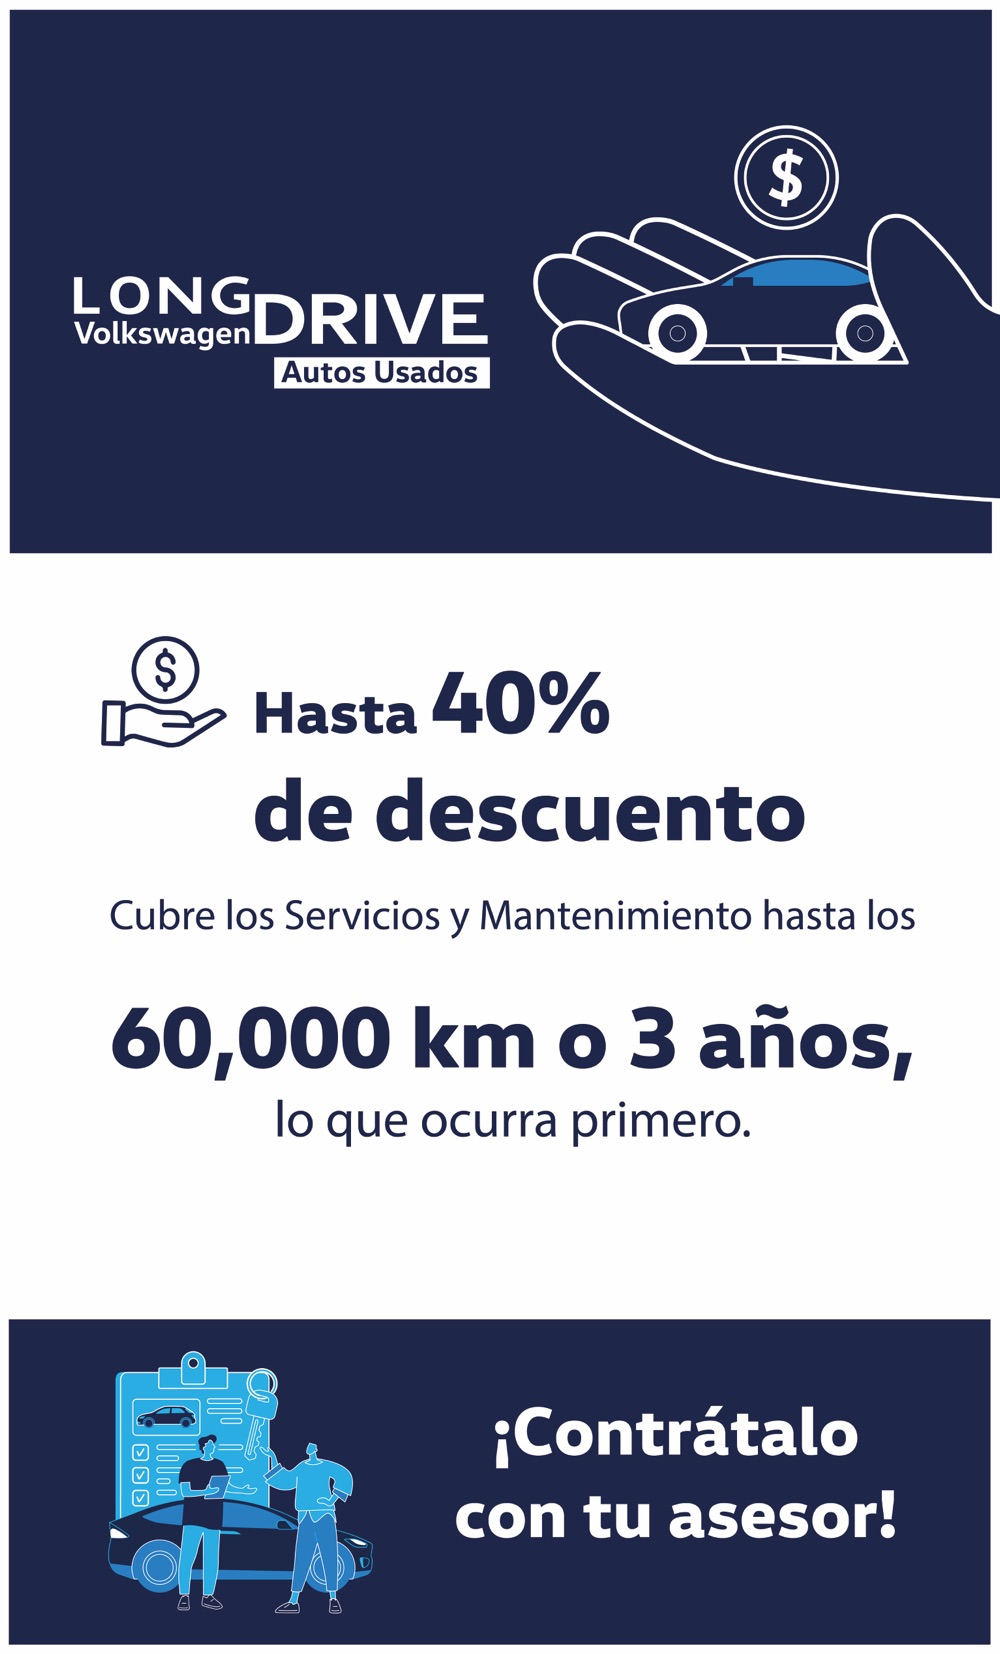 $
LONG
Volkswagen
DRIVE
Autos Usados
$
Hasta 40%
de descuento
Cubre los Servicios y Mantenimiento hasta los
60,000 km o 3 años,
lo que ocurra primero.
¡Contrátalo
con tu asesor!